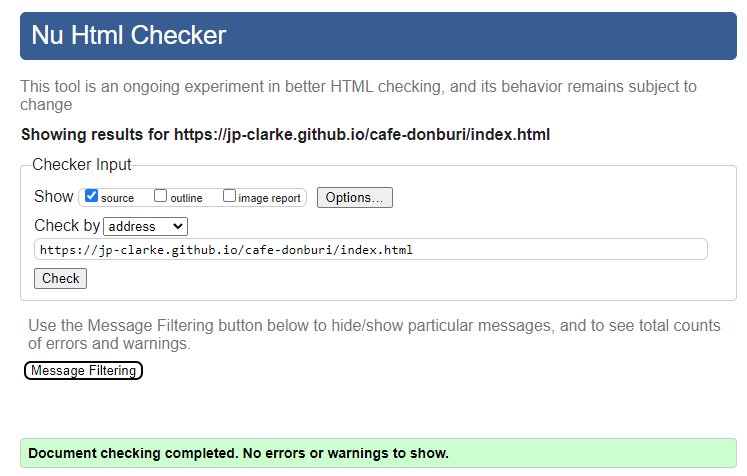 Nu Html Checker
This tool is an ongoing experiment in better HTML checking, and its behavior remains subject to
change
Showing results for https://jp-clarke.github.io/cafe-donburi/index.html
Checker Input
Show source outline image report Options...
Check by address
https://jp-clarke.github.io/cafe-donburi/index.html
Check
Use the Message Filtering button below to hide/show particular messages, and to see total counts
of errors and warnings.
Message Filtering
Document checking completed. No errors or warnings to show.